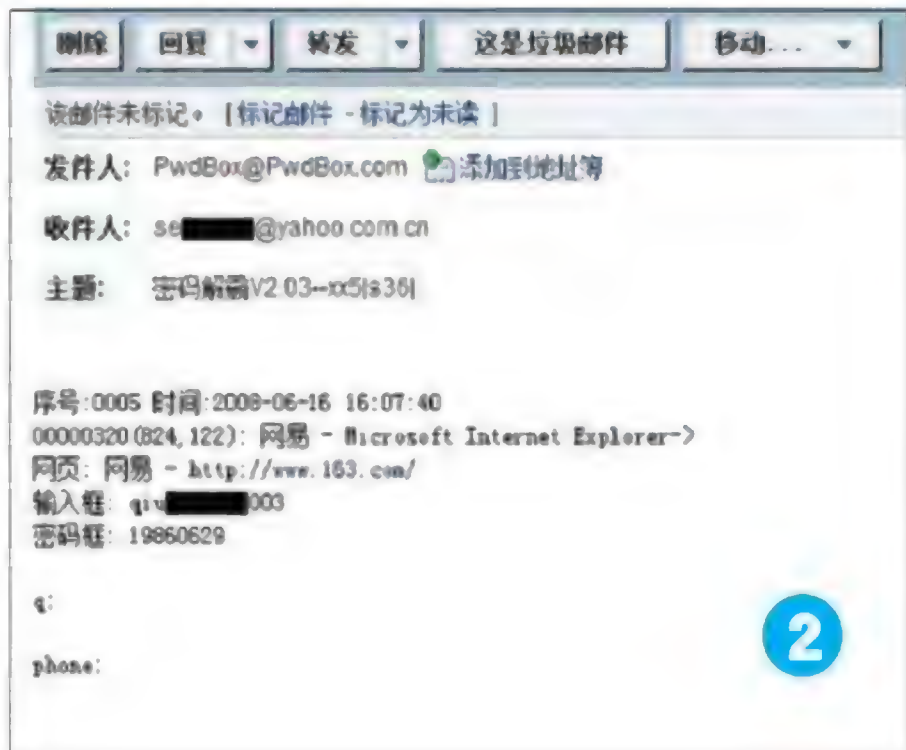 删除 回复 转发 这是垃圾邮件 移动...
该邮件未标记。 [标记邮件 - 标记为未读 ]
发件人: PwdBox@PwdBox.com 添加到地址簿
收件人: se @yahoo.com.cn
主题: 密码解霸V2.03--xx5|s36|
序号:0005 时间:2008-06-16 16:07:40
00000320(824,122): 网易 - Microsoft Internet Explorer->
网页: 网易 - http://www.163.com/
输入框: qiu 003
密码框: 19860629
q:
phone:
2